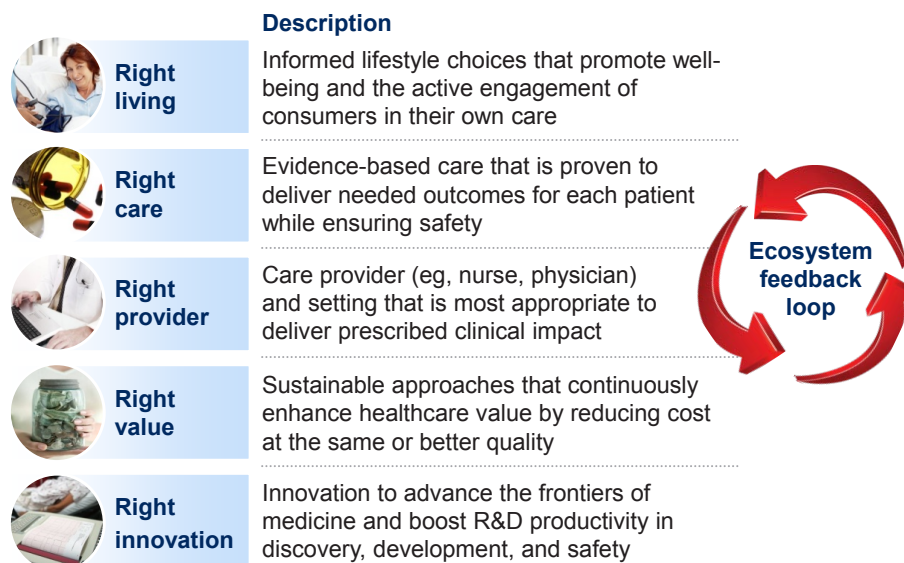 Description
Right
living
Informed lifestyle choices that promote well-
being and the active engagement of
consumers in their own care
Right
care
Evidence-based care that is proven to
deliver needed outcomes for each patient
while ensuring safety
Right
provider
Care provider (eg, nurse, physician)
and setting that is most appropriate to
deliver prescribed clinical impact
Right
value
Sustainable approaches that continuously
enhance healthcare value by reducing cost
at the same or better quality
Right
innovation
Innovation to advance the frontiers of
medicine and boost R&D productivity in
discovery, development, and safety
Ecosystem
feedback
loop